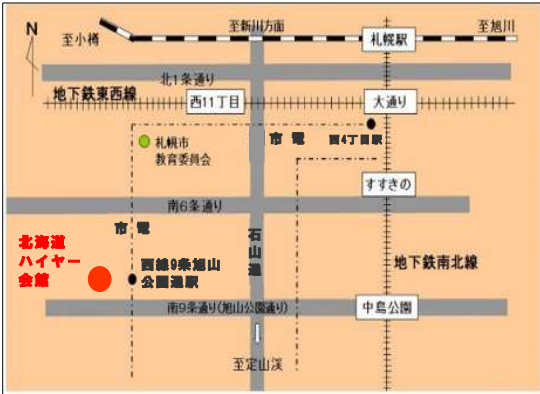 N
至小樽
至新川方面
至旭川
札幌駅
北1条通り
地下鉄東西線
西11丁目
大通り
札幌市
教育委員会
市 電
西4丁目駅
すすきの
南6条通り
市 電
北海道
ハイヤー
会館
西線9条旭山
公園通駅
石山通
地下鉄南北線
南9条通り(旭山公園通り)
中島公園
至定山渓